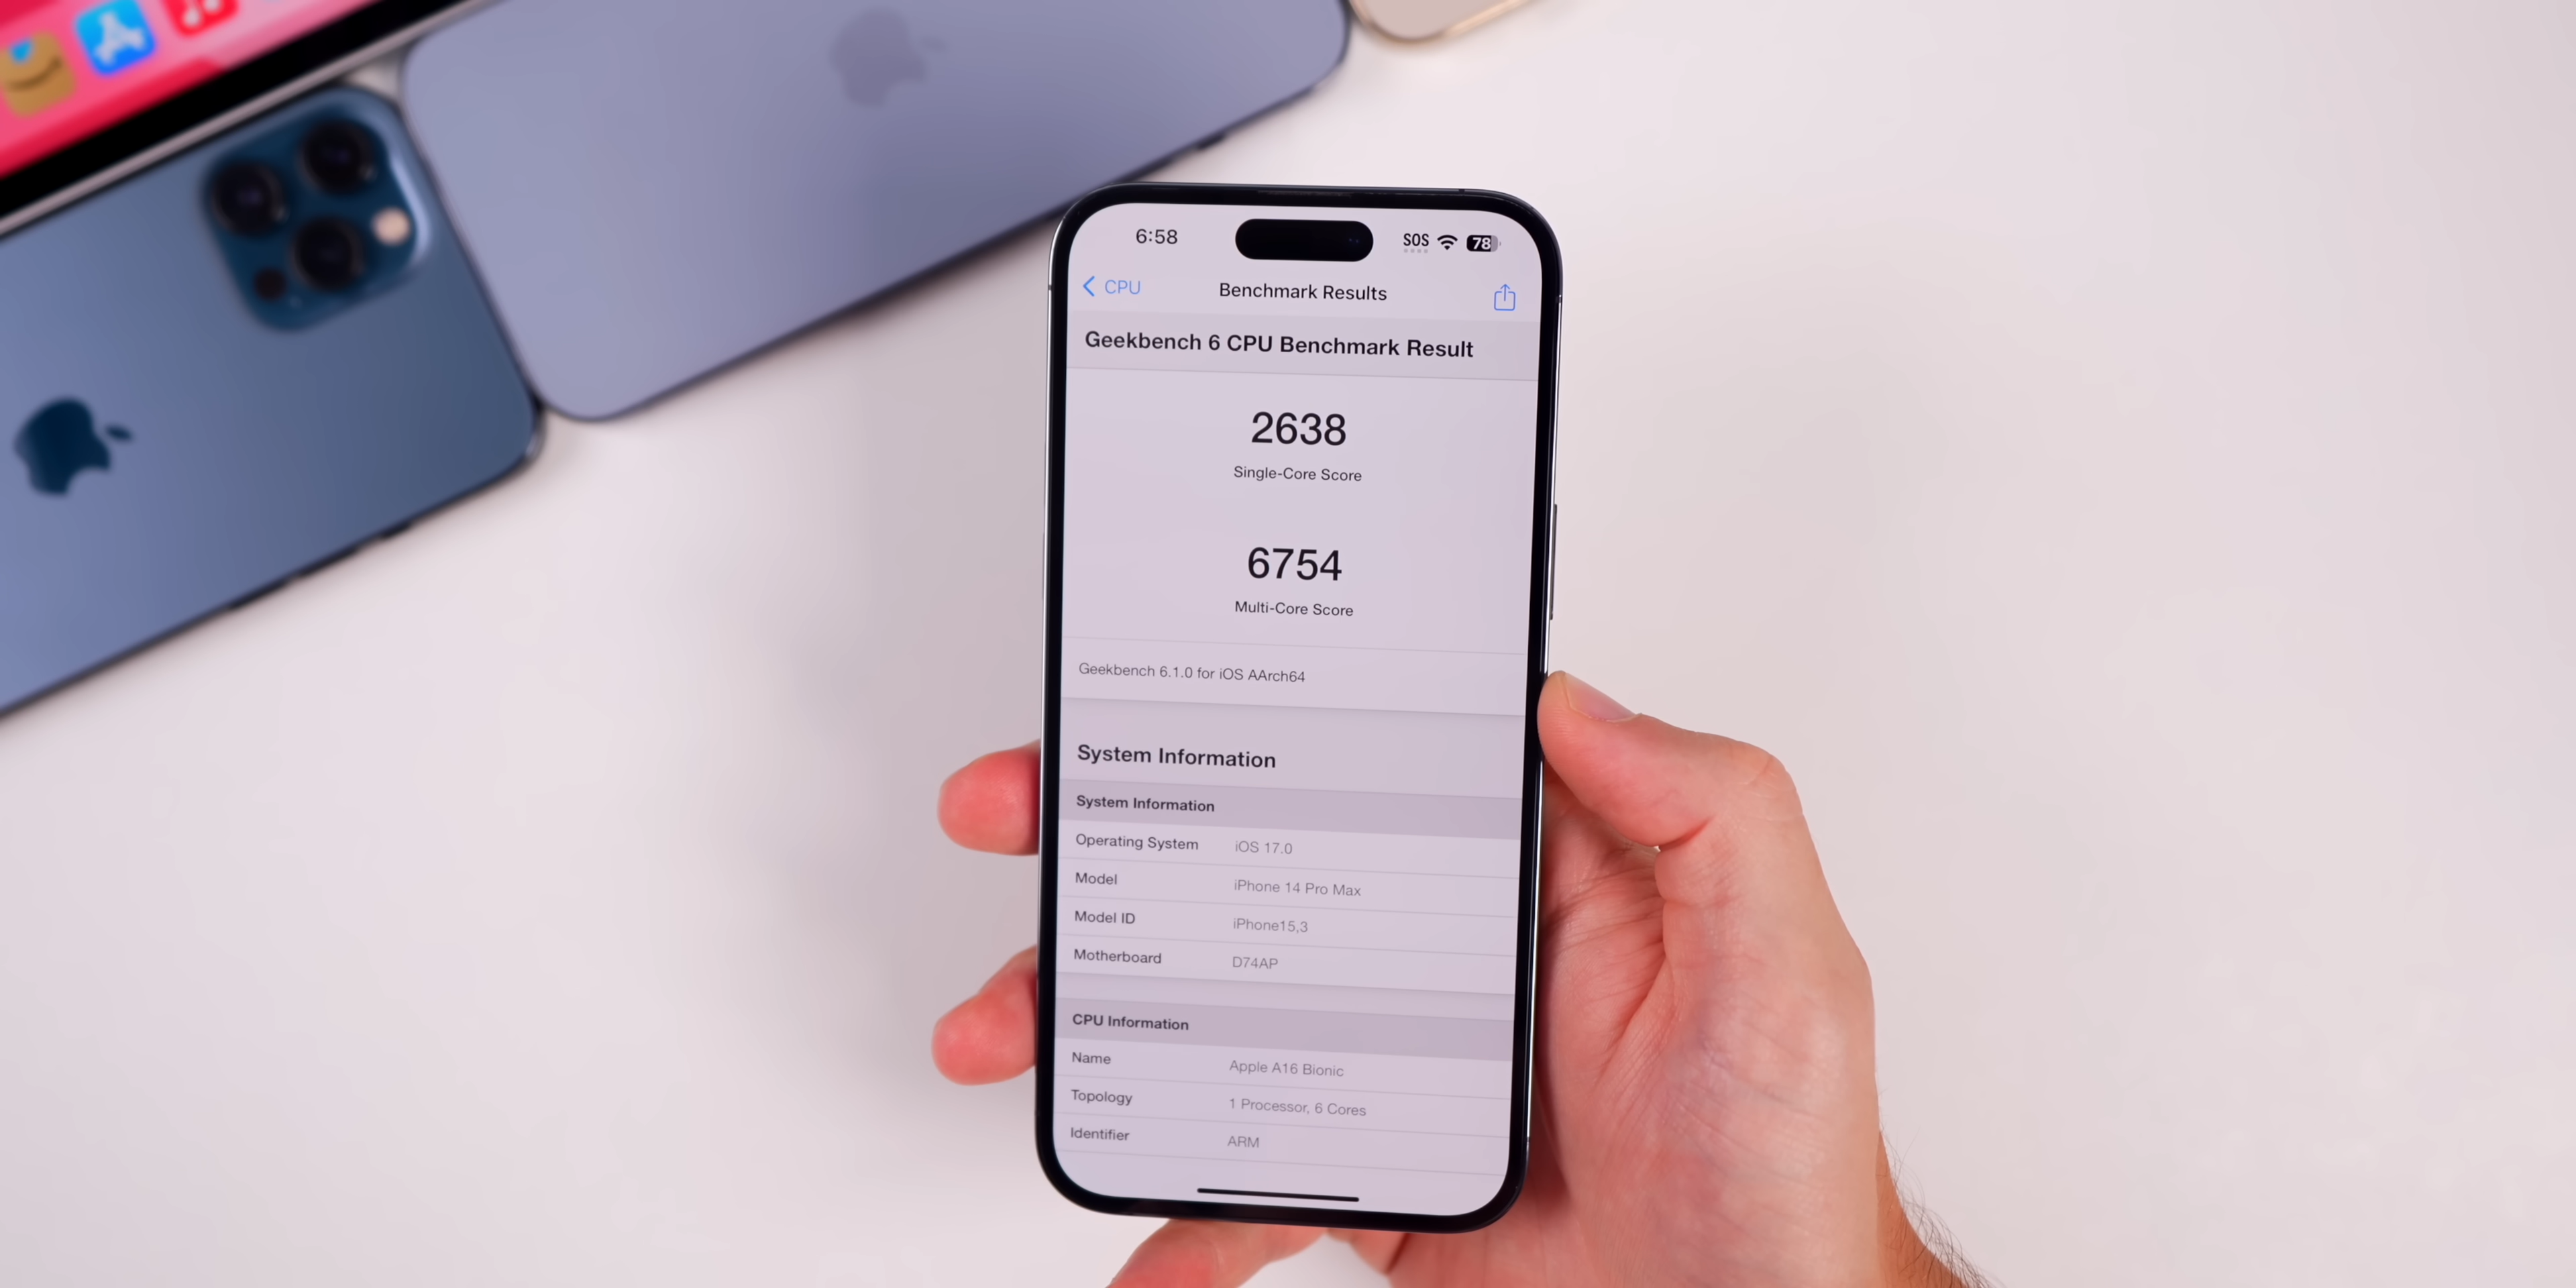 6:58 SOS 78
CPU Benchmark Results
Geekbench 6 CPU Benchmark Result
2638
Single-Core Score
6754
Multi-Core Score
Geekbench 6.1.0 for iOS AArch64
System Information
System Information
Operating System iOS 17.0
Model iPhone 14 Pro Max
Model ID iPhone15,3
Motherboard D74AP
CPU Information
Name Apple A16 Bionic
Topology 1 Processor, 6 Cores
Identifier ARM